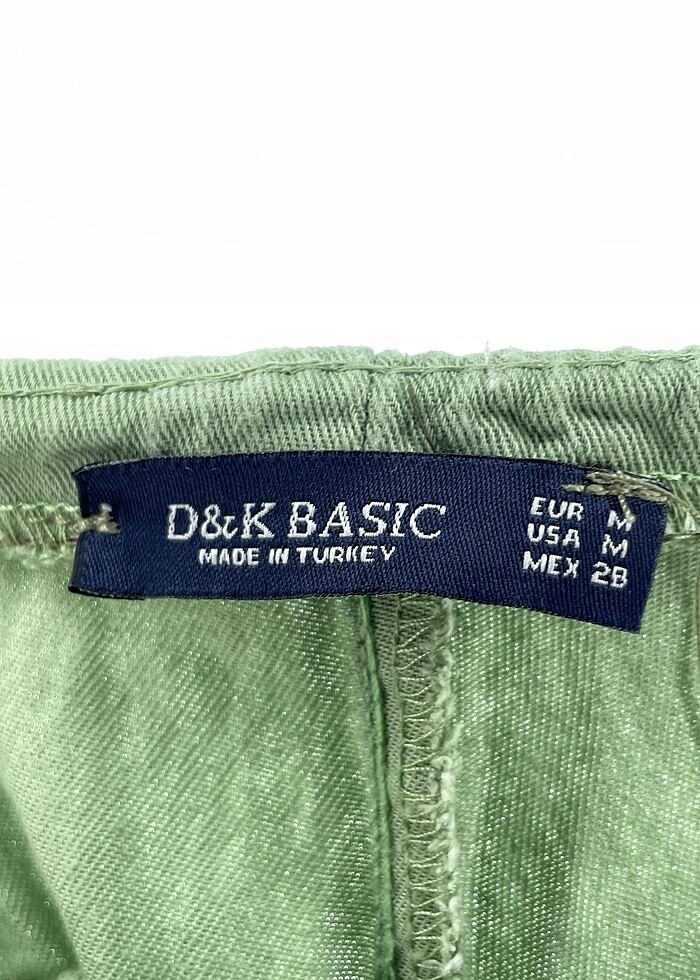 D&K BASIC
MADE IN TURKEY
EUR M
USA M
MEX 28